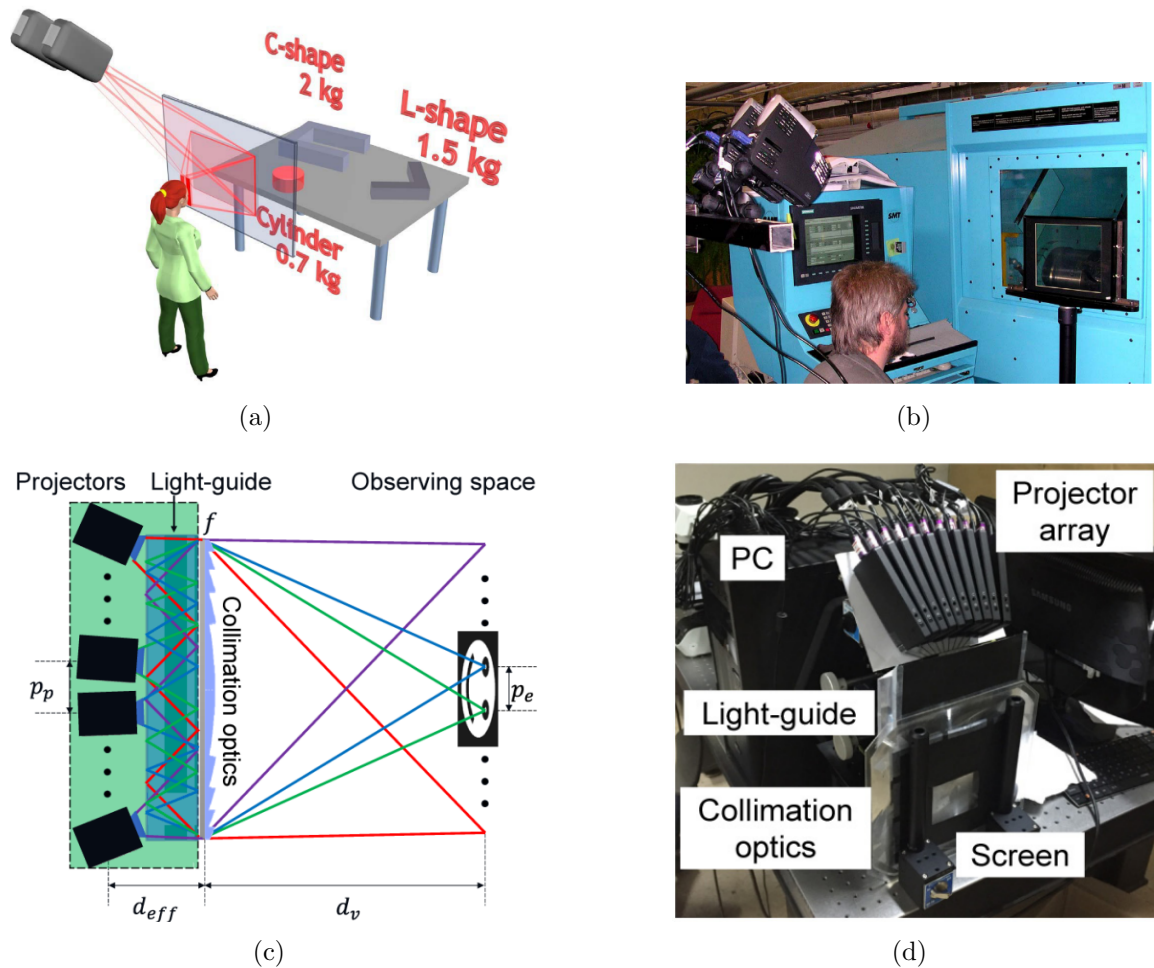 C-shape
2 kg
L-shape
1.5 kg
Cylinder
0.7 kg
(a)
SIEMENS
SMT
(b)
Projectors
Light-guide
Observing space
f
Collimation optics
p_p
p_e
d_eff
d_v
(c)
Projector
array
PC
SAMSUNG
Light-guide
Collimation
optics
Screen
(d)